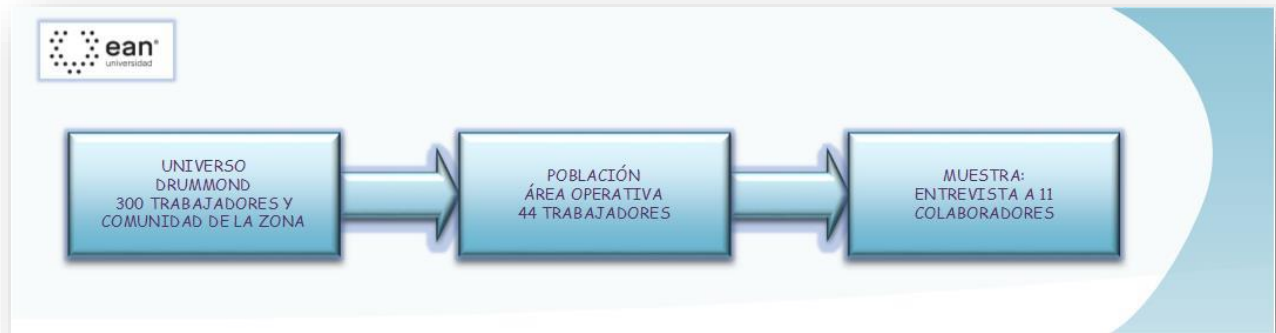 ean®
universidad
UNIVERSO
DRUMMOND
300 TRABAJADORES Y
COMUNIDAD DE LA ZONA
POBLACIÓN
ÁREA OPERATIVA
44 TRABAJADORES
MUESTRA:
ENTREVISTA A 11
COLABORADORES